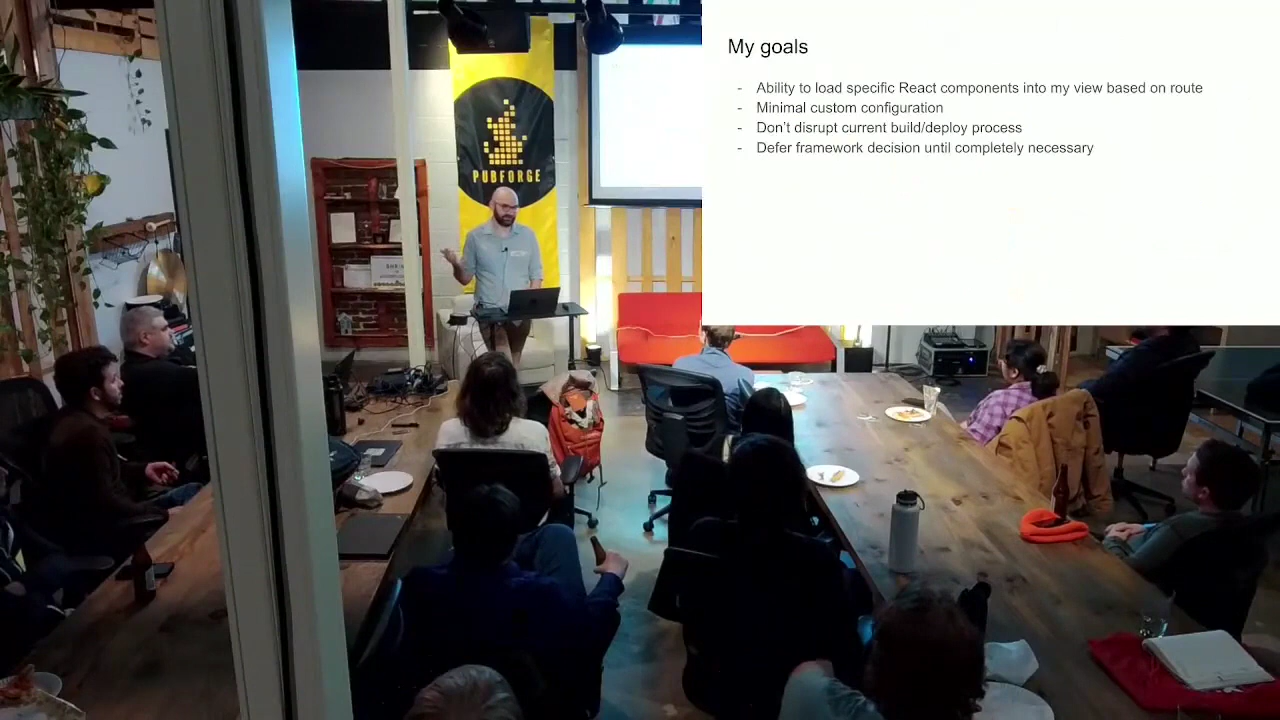 My goals
- Ability to load specific React components into my view based on route
- Minimal custom configuration
- Don't disrupt current build/deploy process
- Defer framework decision until completely necessary
PUBFORGE